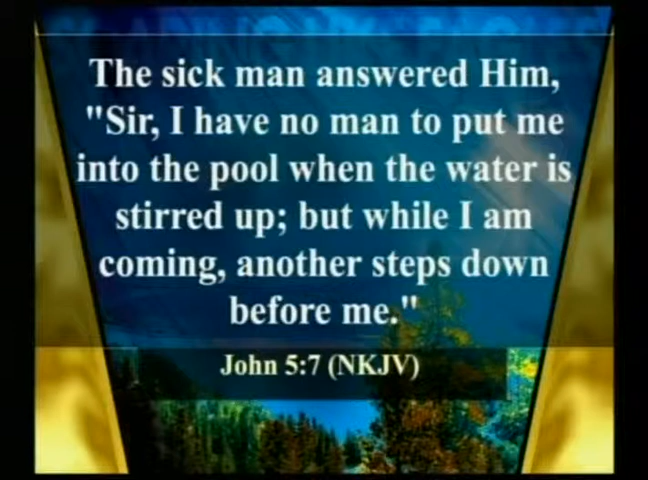 The sick man answered Him,
"Sir, I have no man to put me
into the pool when the water is
stirred up; but while I am
coming, another steps down
before me."
John 5:7 (NKJV)